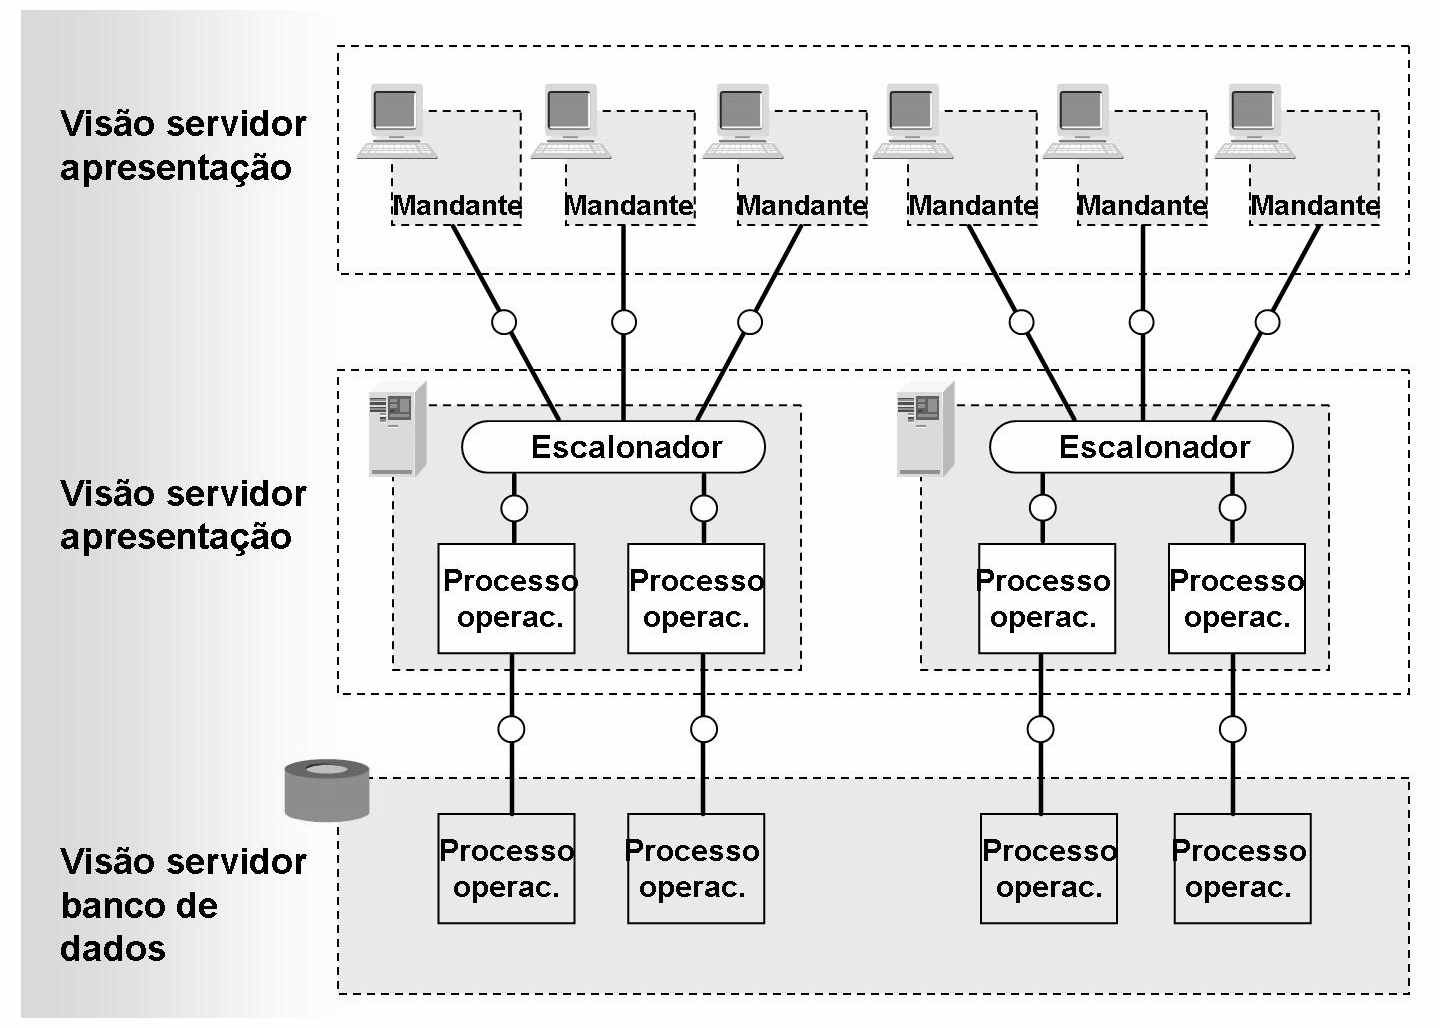 Visão servidor
apresentação
Mandante
Mandante
Mandante
Mandante
Mandante
Mandante
Visão servidor
apresentação
Escalonador
Escalonador
Processo
operac.
Processo
operac.
Processo
operac.
Processo
operac.
Visão servidor
banco de
dados
Processo
operac.
Processo
operac.
Processo
operac.
Processo
operac.